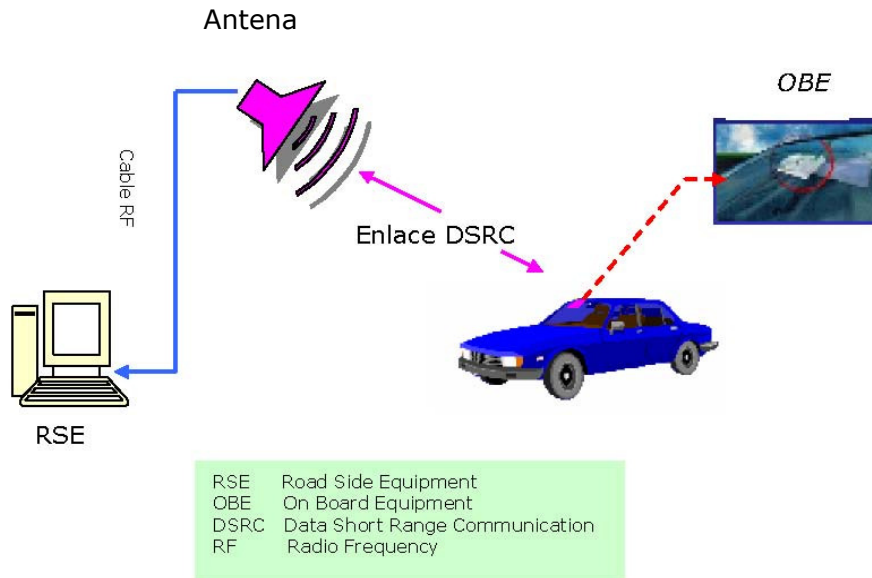 Antena
OBE
Cable RF
Enlace DSRC
RSE
RSE Road Side Equipment
OBE On Board Equipment
DSRC Data Short Range Communication
RF Radio Frequency